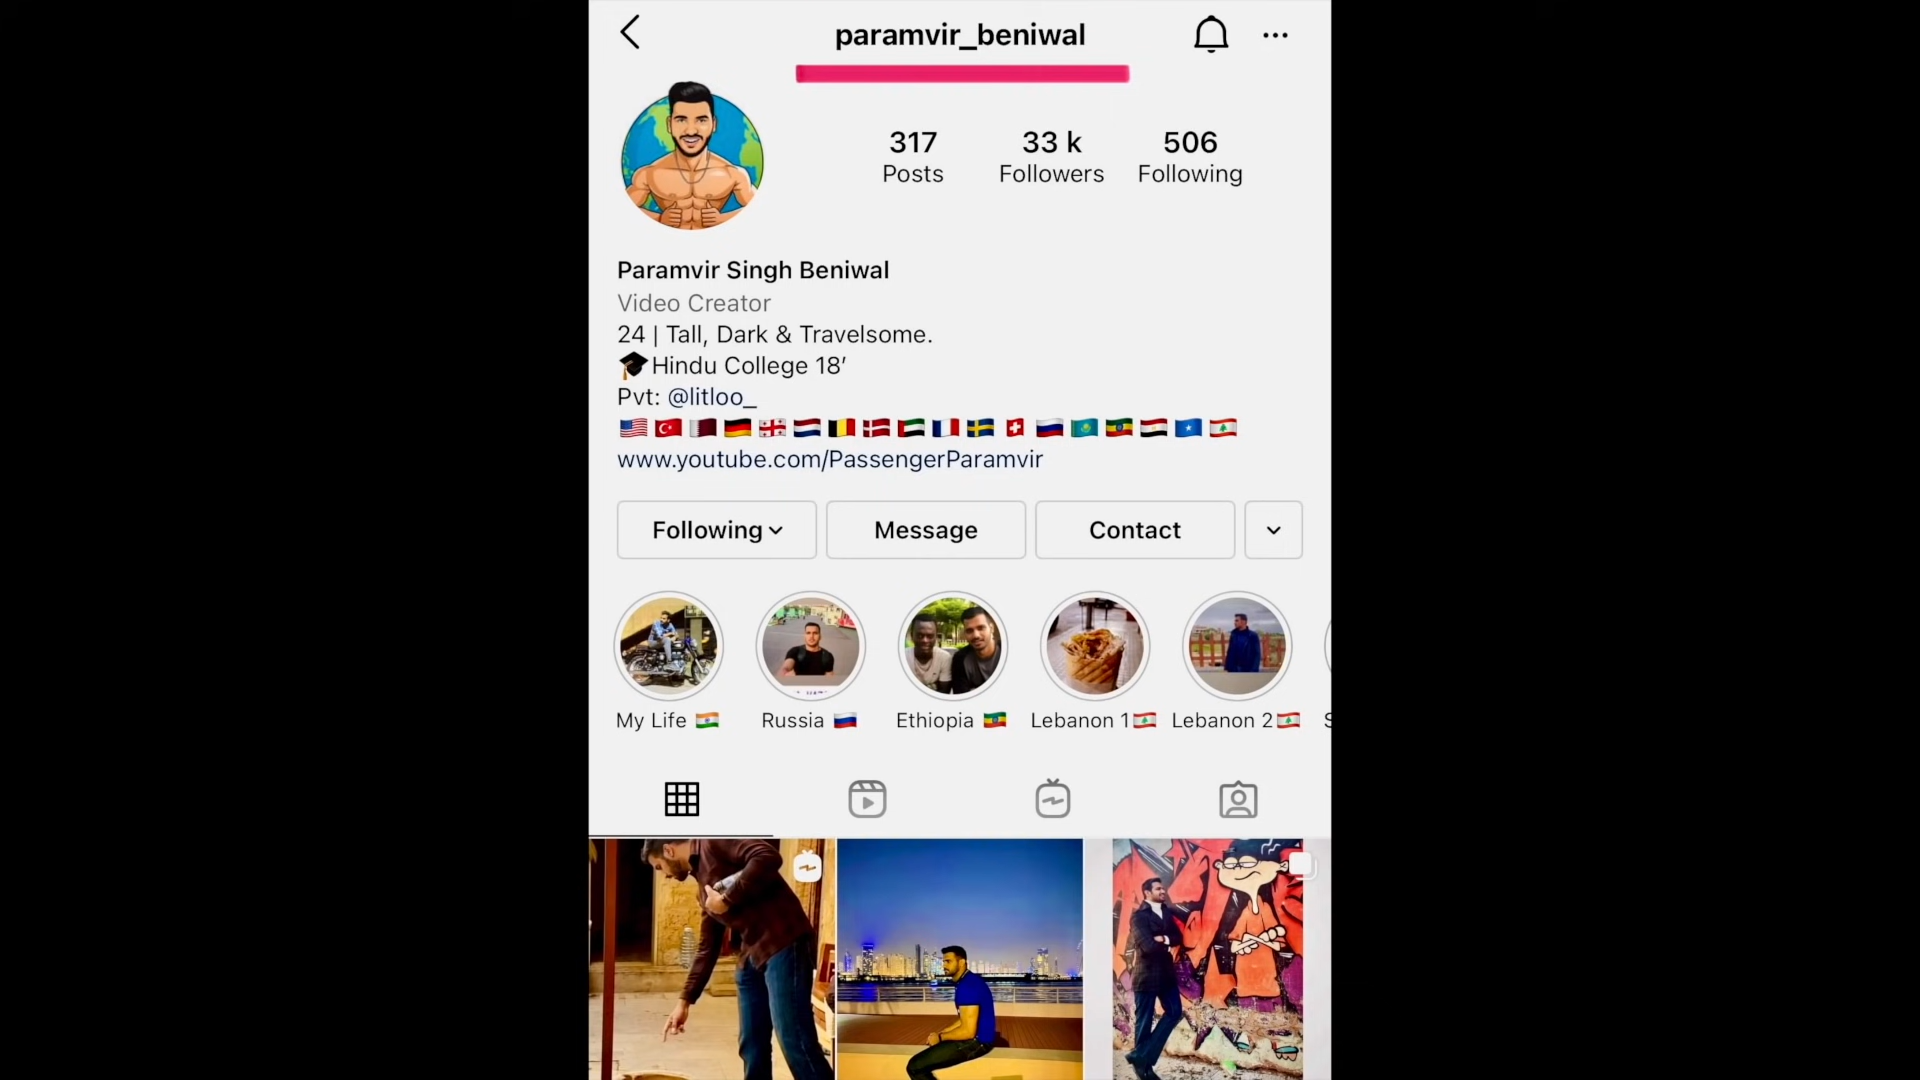 paramvir_beniwal
317 33 k 506
Posts Followers Following
Paramvir Singh Beniwal
Video Creator
24 | Tall, Dark & Travelsome.
Hindu College 18′
Pvt: @litloo_
www.youtube.com/PassengerParamvir
Following Message Contact
My Life Russia Ethiopia Lebanon 1 Lebanon 2 S